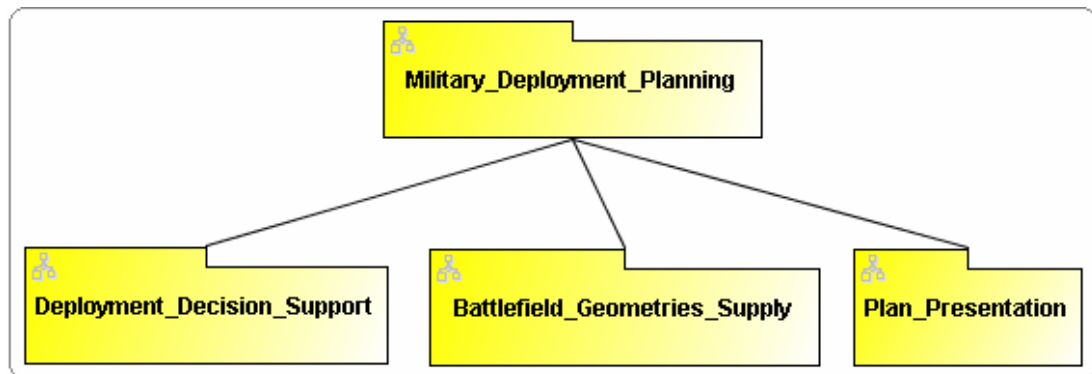 Military_Deployment_Planning
Deployment_Decision_Support
Battlefield_Geometries_Supply
Plan_Presentation